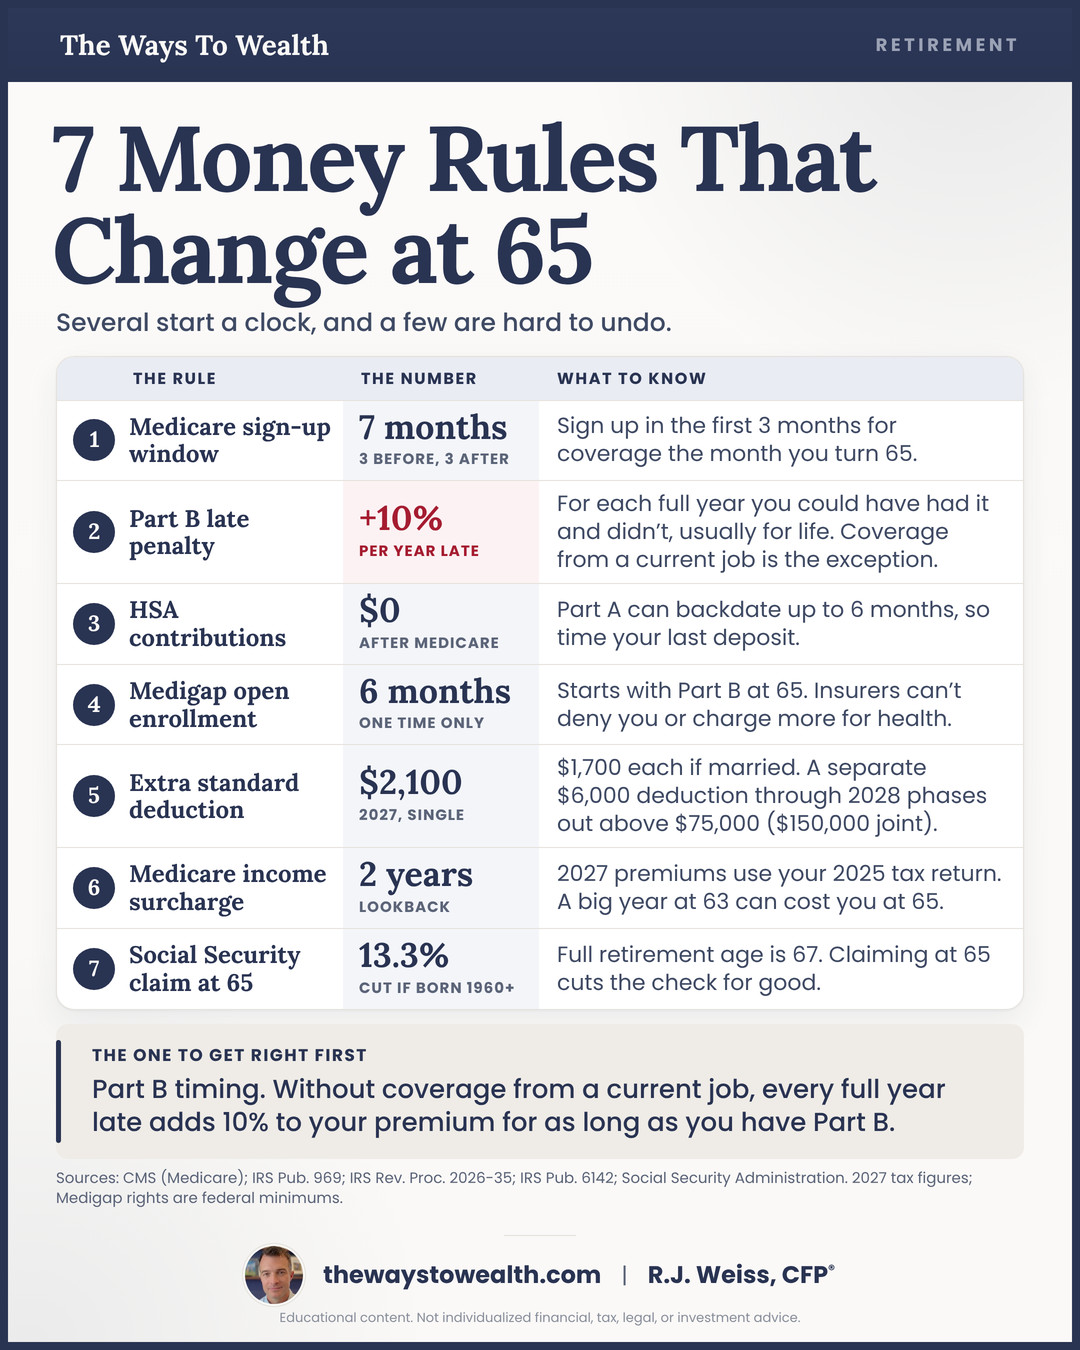 The Ways To Wealth
RETIREMENT
7 Money Rules That
Change at 65
Several start a clock, and a few are hard to undo.
THE RULE
THE NUMBER
WHAT TO KNOW
1
Medicare sign-up
window
7 months
3 BEFORE, 3 AFTER
Sign up in the first 3 months for
coverage the month you turn 65.
2
Part B late
penalty
+10%
PER YEAR LATE
For each full year you could have had it
and didn't, usually for life. Coverage
from a current job is the exception.
3
HSA
contributions
$0
AFTER MEDICARE
Part A can backdate up to 6 months, so
time your last deposit.
4
Medigap open
enrollment
6 months
ONE TIME ONLY
Starts with Part B at 65. Insurers can't
deny you or charge more for health.
5
Extra standard
deduction
$2,100
2027, SINGLE
$1,700 each if married. A separate
$6,000 deduction through 2028 phases
out above $75,000 ($150,000 joint).
6
Medicare income
surcharge
2 years
LOOKBACK
2027 premiums use your 2025 tax return.
A big year at 63 can cost you at 65.
7
Social Security
claim at 65
13.3%
CUT IF BORN 1960+
Full retirement age is 67. Claiming at 65
cuts the check for good.
THE ONE TO GET RIGHT FIRST
Part B timing. Without coverage from a current job, every full year
late adds 10% to your premium for as long as you have Part B.
Sources: CMS (Medicare); IRS Pub. 969; IRS Rev. Proc. 2026-35; IRS Pub. 6142; Social Security Administration. 2027 tax figures;
Medigap rights are federal minimums.
thewaystowealth.com | R.J. Weiss, CFP®
Educational content. Not individualized financial, tax, legal, or investment advice.